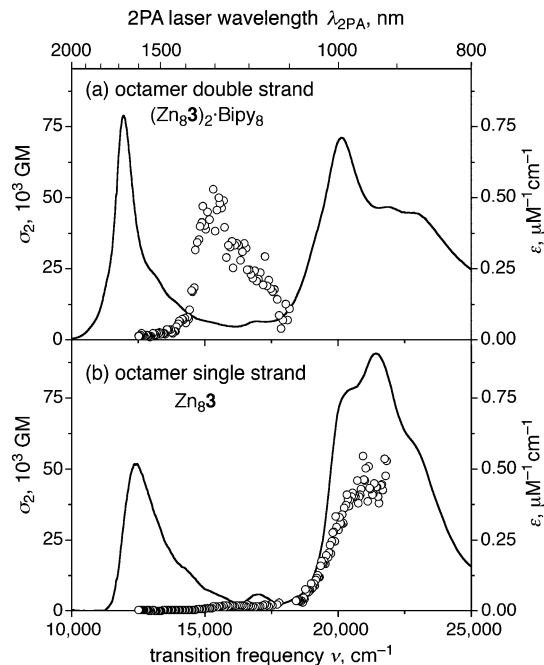 2PA laser wavelength λ2PA, nm
2000 1500 1000 800
(a) octamer double strand
(Zn83)2·Bipy8
75
50
25
0
σ2, 10³ GM
0.75
0.50
0.25
0.00
ε, μM⁻¹cm⁻¹
(b) octamer single strand
Zn83
75
50
25
0
σ2, 10³ GM
0.75
0.50
0.25
0.00
ε, μM⁻¹cm⁻¹
10,000 15,000 20,000 25,000
transition frequency ν, cm⁻¹